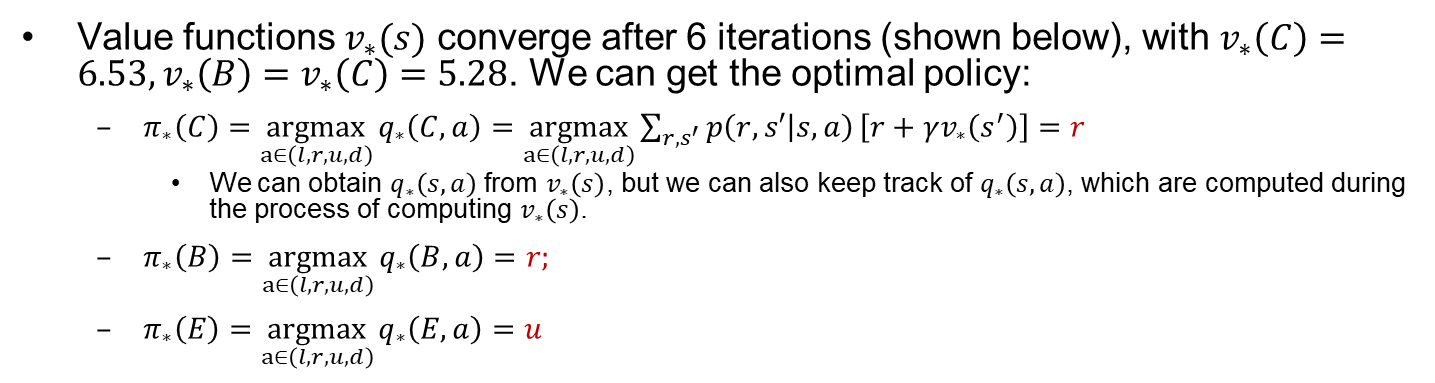 • Value functions 𝑣∗(𝑠) converge after 6 iterations (shown below), with 𝑣∗(𝐶) =
6.53, 𝑣∗(𝐵) = 𝑣∗(𝐶) = 5.28. We can get the optimal policy:
– 𝜋∗(𝐶) = argmax 𝑞∗(𝐶, 𝑎) = argmax ∑𝑟,𝑠′ 𝑝(𝑟, 𝑠′|𝑠, 𝑎) [𝑟 + 𝛾𝑣∗(𝑠′)] = 𝑟
a∈(𝑙,𝑟,𝑢,𝑑) a∈(𝑙,𝑟,𝑢,𝑑)
• We can obtain 𝑞∗(𝑠, 𝑎) from 𝑣∗(𝑠), but we can also keep track of 𝑞∗(𝑠, 𝑎), which are computed during
the process of computing 𝑣∗(𝑠).
– 𝜋∗(𝐵) = argmax 𝑞∗(𝐵, 𝑎) = 𝑟;
a∈(𝑙,𝑟,𝑢,𝑑)
– 𝜋∗(𝐸) = argmax 𝑞∗(𝐸, 𝑎) = 𝑢
a∈(𝑙,𝑟,𝑢,𝑑)